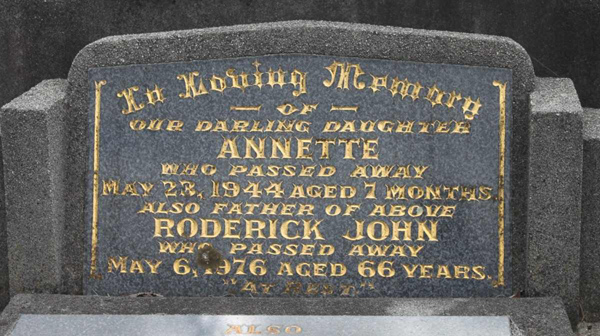 In Loving Memory
— OF —
OUR DARLING DAUGHTER
ANNETTE
WHO PASSED AWAY
MAY 23, 1944 AGED 7 MONTHS.
ALSO FATHER OF ABOVE
RODERICK JOHN
WHO PASSED AWAY
MAY 6, 1976 AGED 66 YEARS.
ALSO